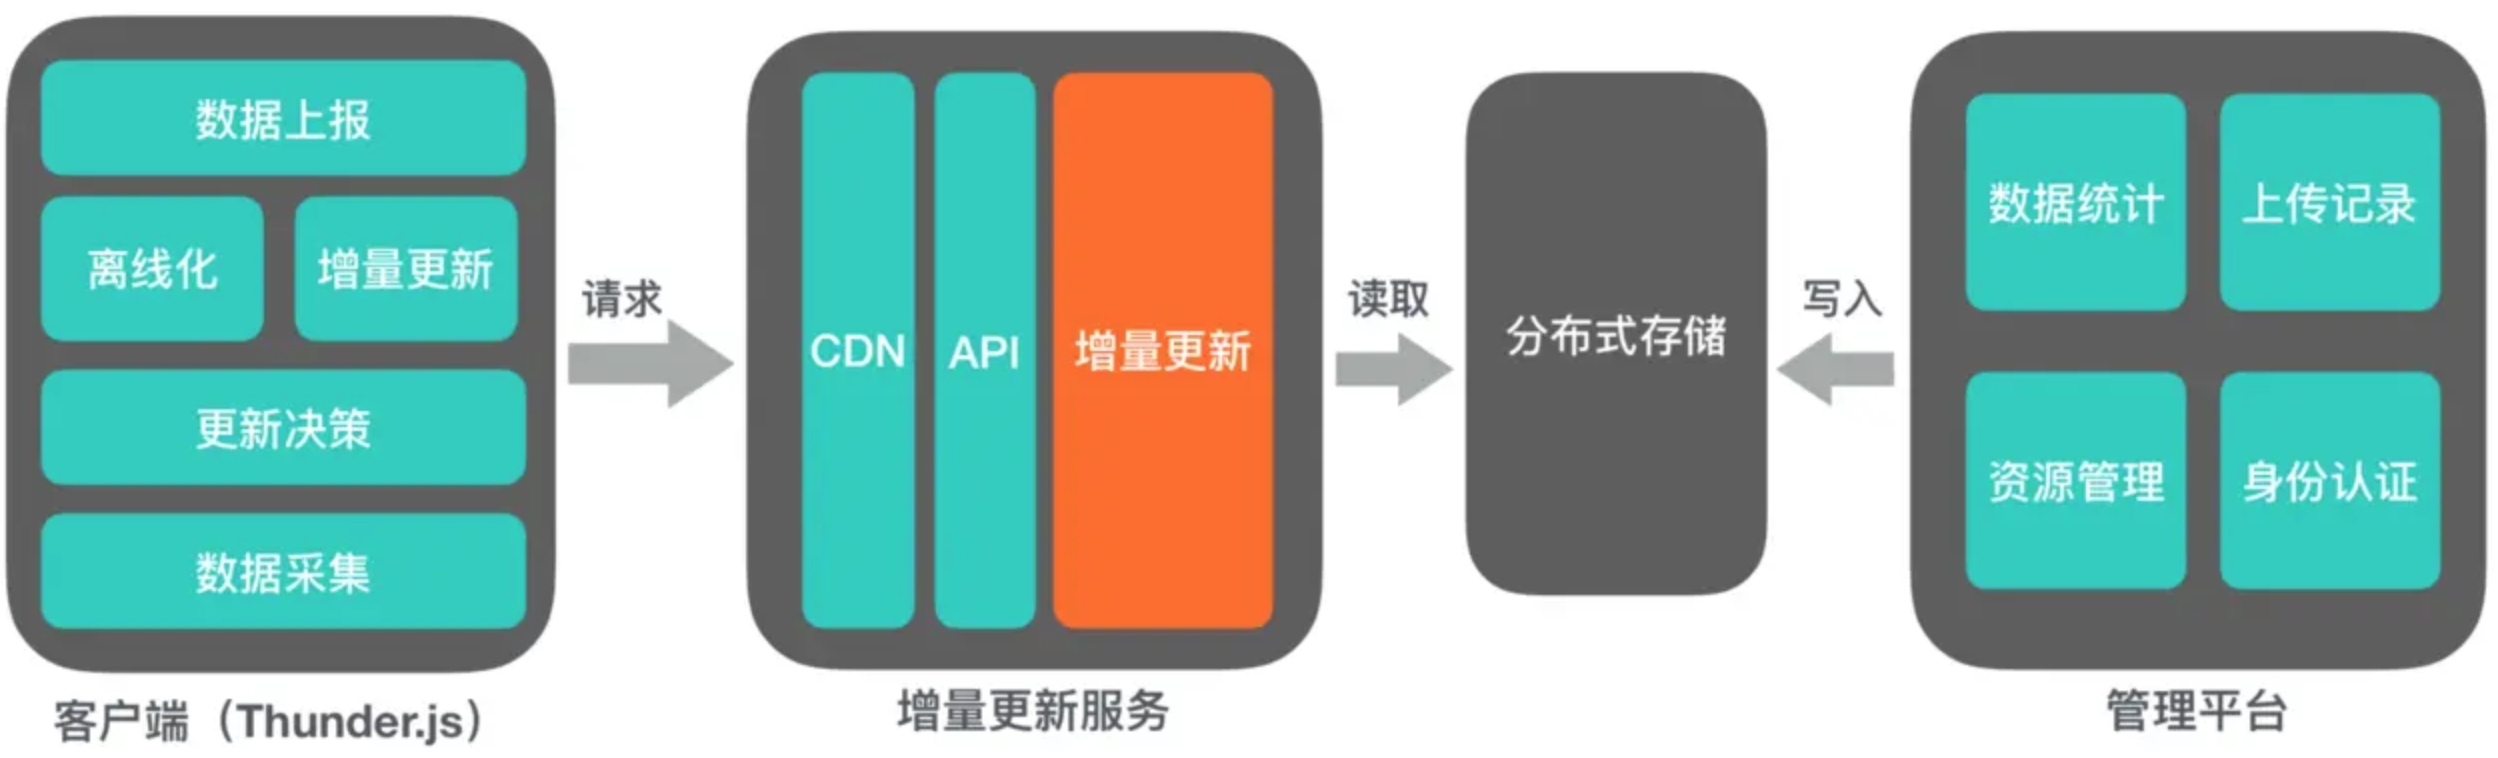 数据上报
离线化
增量更新
更新决策
数据采集
客户端（Thunder.js）
请求
CDN
API
增量更新
增量更新服务
读取
分布式存储
写入
数据统计
上传记录
资源管理
身份认证
管理平台